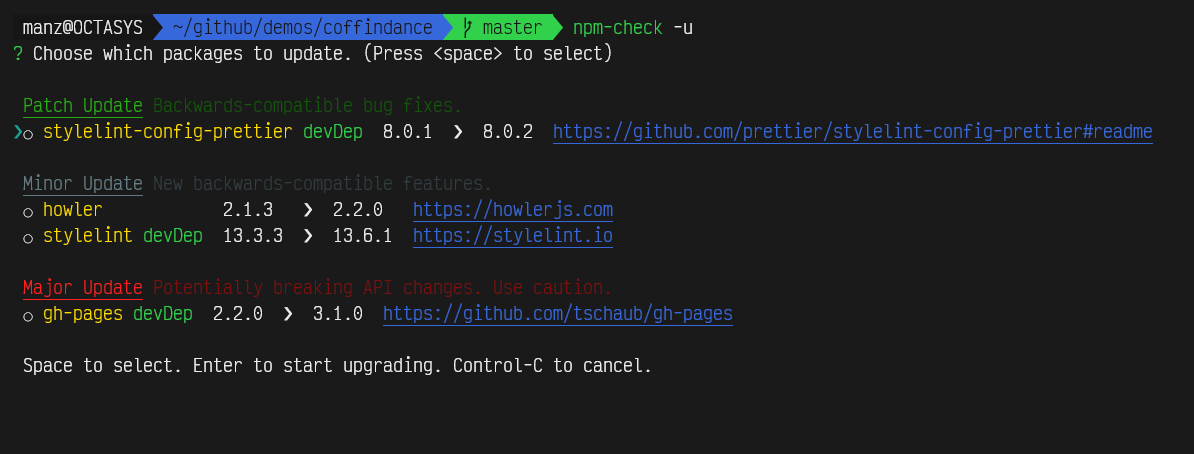 manz@OCTASYS ~/github/demos/coffindance master npm-check -u
? Choose which packages to update. (Press <space> to select)
Patch Update Backwards-compatible bug fixes.
❯○ stylelint-config-prettier devDep 8.0.1 ❯ 8.0.2 https://github.com/prettier/stylelint-config-prettier#readme
Minor Update New backwards-compatible features.
○ howler 2.1.3 ❯ 2.2.0 https://howlerjs.com
○ stylelint devDep 13.3.3 ❯ 13.6.1 https://stylelint.io
Major Update Potentially breaking API changes. Use caution.
○ gh-pages devDep 2.2.0 ❯ 3.1.0 https://github.com/tschaub/gh-pages
Space to select. Enter to start upgrading. Control-C to cancel.